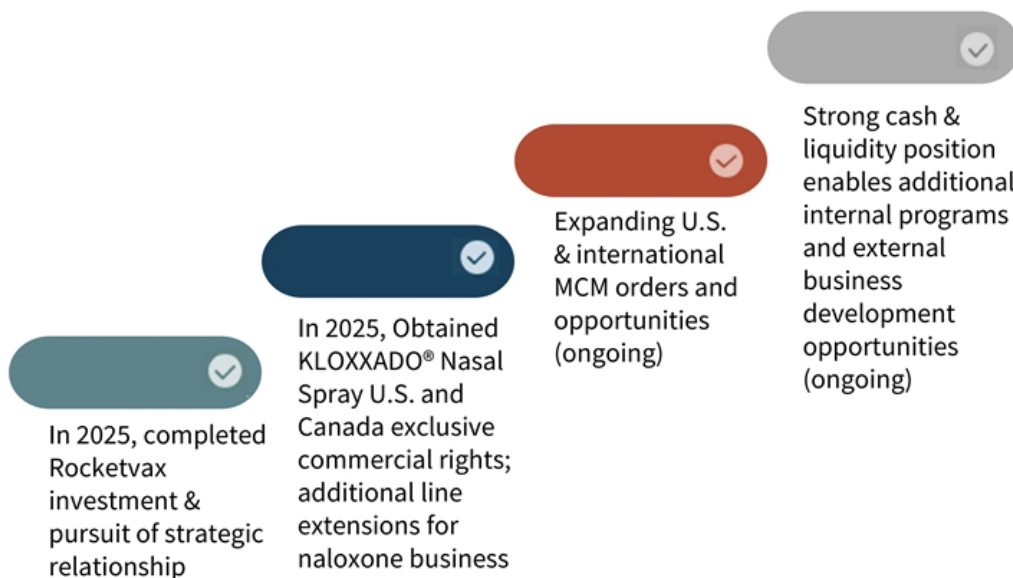 In 2025, completed
Rocketvax
investment &
pursuit of strategic
relationship
In 2025, Obtained
KLOXXADO® Nasal
Spray U.S. and
Canada exclusive
commercial rights;
additional line
extensions for
naloxone business
Expanding U.S.
& international
MCM orders and
opportunities
(ongoing)
Strong cash &
liquidity position
enables additional
internal programs
and external
business
development
opportunities
(ongoing)